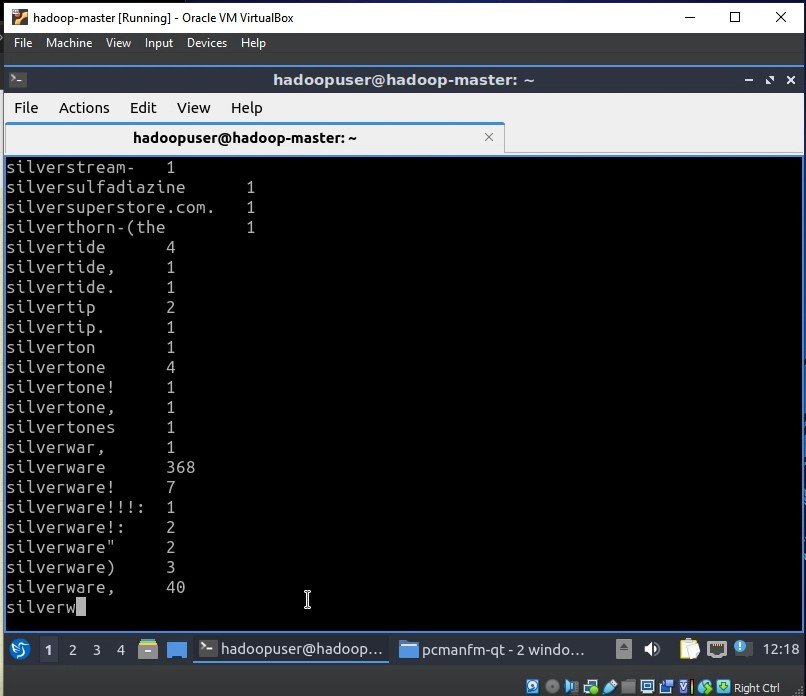 hadoop-master [Running] - Oracle VM VirtualBox
File Machine View Input Devices Help
hadoopuser@hadoop-master: ~
File Actions Edit View Help
hadoopuser@hadoop-master: ~
silverstream- 1
silversulfadiazine 1
silversuperstore.com. 1
silverthorn-(the 1
silvertide 4
silvertide, 1
silvertide. 1
silvertip 2
silvertip. 1
silverton 1
silvertone 4
silvertone! 1
silvertone, 1
silvertones 1
silverwar, 1
silverware 368
silverware! 7
silverware!!!: 1
silverware!: 2
silverware" 2
silverware) 3
silverware, 40
silverw
1 2 3 4 hadoopuser@hadoop... pcmanfm-qt - 2 windo... 12:18
Right Ctrl